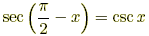 sec(π/2 − x) = csc x